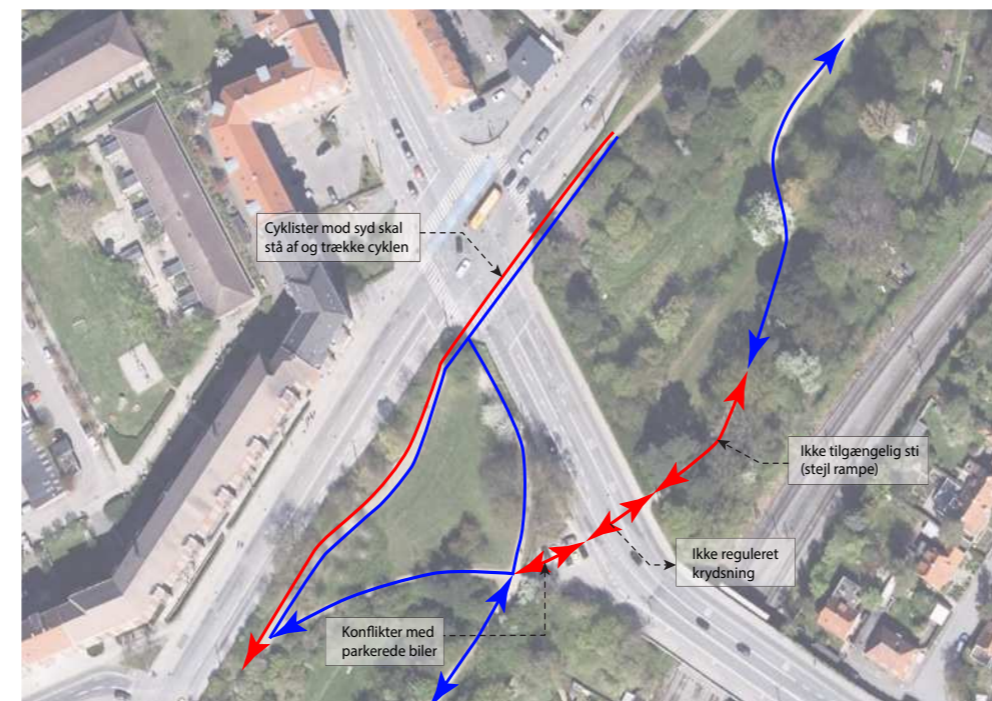 Cyklister mod syd skal
stå af og trække cyklen
Ikke tilgængelig sti
(stejl rampe)
Ikke reguleret
krydsning
Konflikter med
parkerede biler